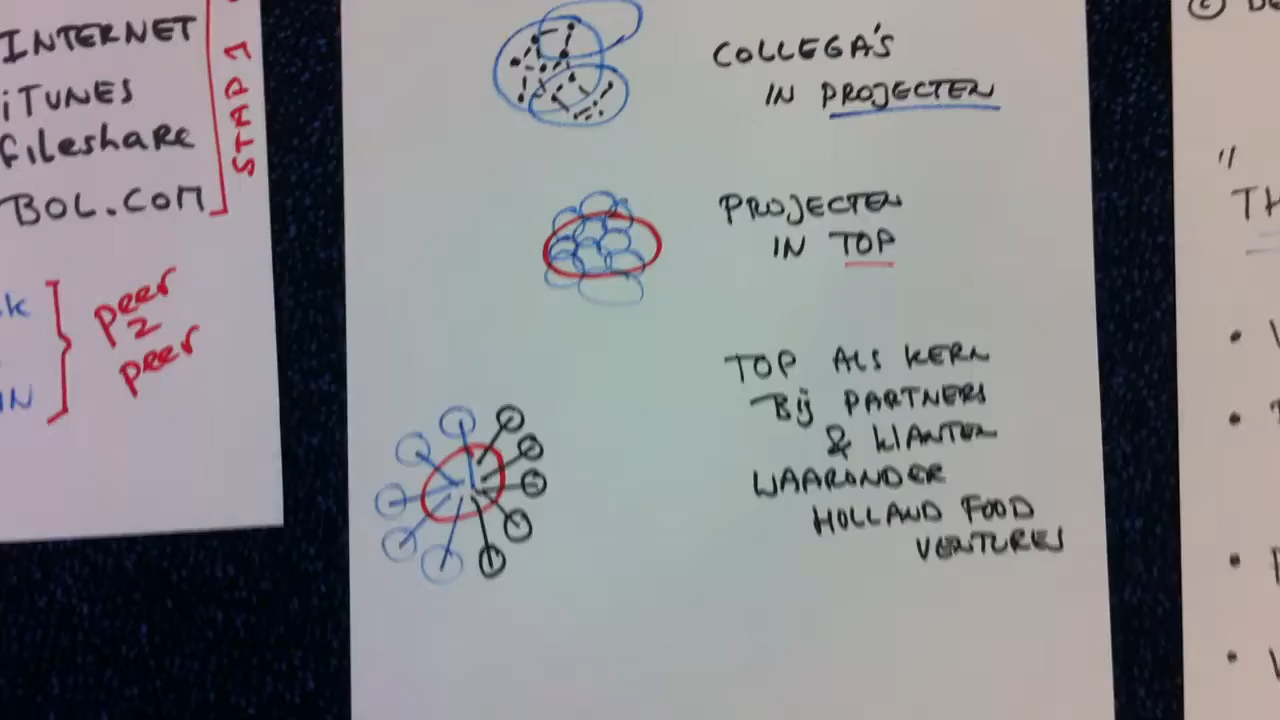 INTERNET
iTUNES
fileshare
BOL.COM
STAP 1
peer
2
peer
COLLEGA'S
IN PROJECTEN
PROJECTEN
IN TOP
TOP ALS KERN
BIJ PARTNERS
& KLANTEN
WAARONDER
HOLLAND FOOD
VENTURES